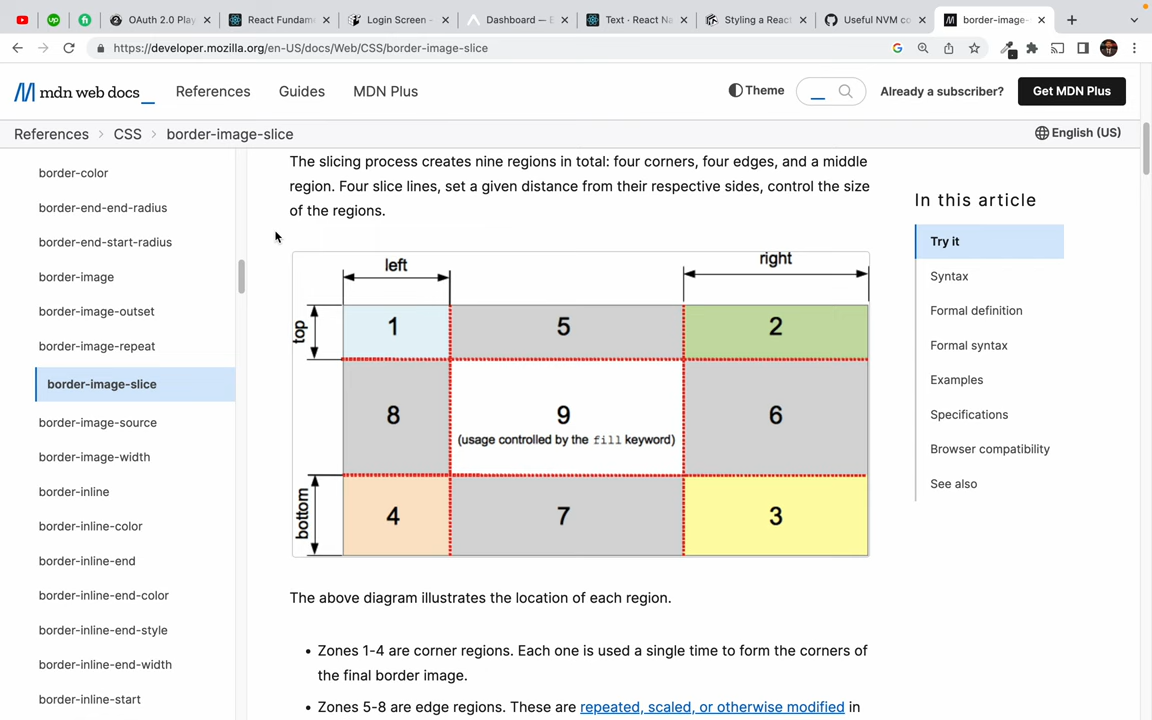 OAuth 2.0 Play
React Fundam
Login Screen -
Dashboard — E
Text · React Na
Styling a React
Useful NVM co
border-image-
https://developer.mozilla.org/en-US/docs/Web/CSS/border-image-slice
mdn web docs
References
Guides
MDN Plus
Theme
Already a subscriber?
Get MDN Plus
References
CSS
border-image-slice
English (US)
border-color
border-end-end-radius
border-end-start-radius
border-image
border-image-outset
border-image-repeat
border-image-slice
border-image-source
border-image-width
border-inline
border-inline-color
border-inline-end
border-inline-end-color
border-inline-end-style
border-inline-end-width
border-inline-start
The slicing process creates nine regions in total: four corners, four edges, and a middle
region. Four slice lines, set a given distance from their respective sides, control the size
of the regions.
left
right
top
1
5
2
8
9
(usage controlled by the fill keyword)
6
bottom
4
7
3
The above diagram illustrates the location of each region.
• Zones 1-4 are corner regions. Each one is used a single time to form the corners of
the final border image.
• Zones 5-8 are edge regions. These are repeated, scaled, or otherwise modified in
In this article
Try it
Syntax
Formal definition
Formal syntax
Examples
Specifications
Browser compatibility
See also